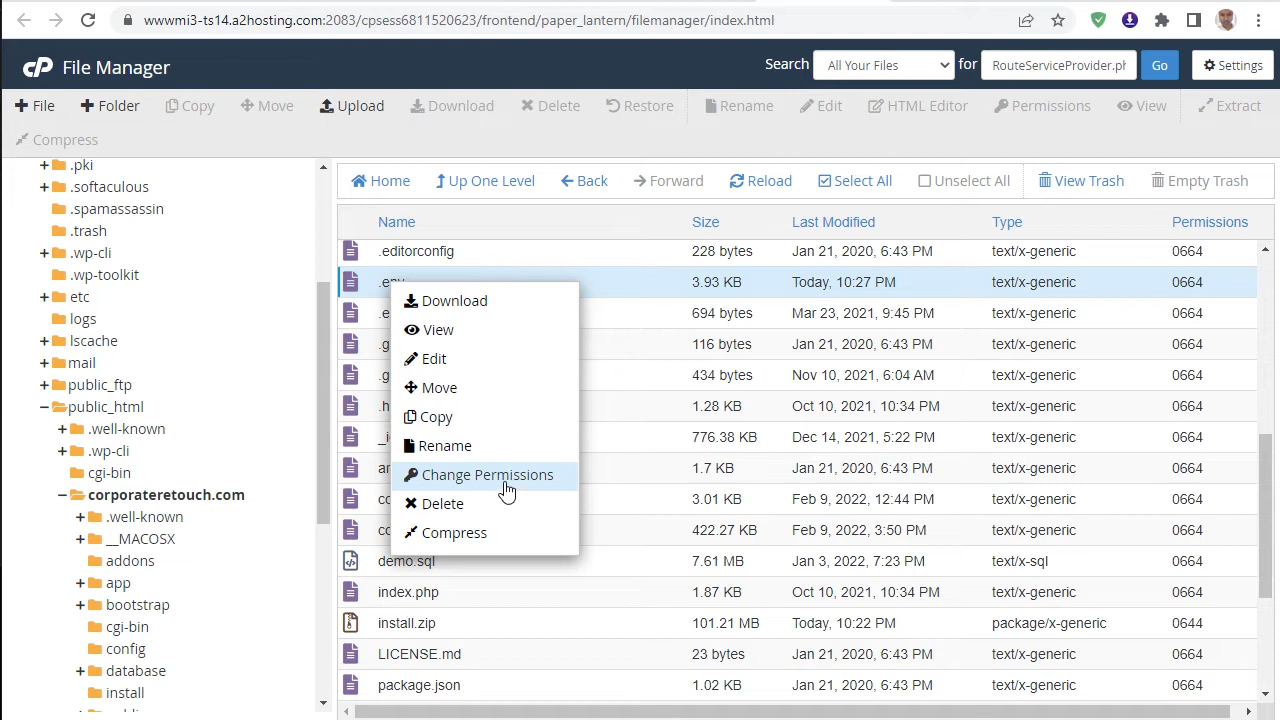 wwwmi3-ts14.a2hosting.com:2083/cpsess6811520623/frontend/paper_lantern/filemanager/index.html
cP File Manager Search All Your Files for RouteServiceProvider.ph Go Settings
File Folder Copy Move Upload Download Delete Restore Rename Edit HTML Editor Permissions View Extract
Compress
.pki
.softaculous
.spamassassin
.trash
.wp-cli
.wp-toolkit
etc
logs
lscache
mail
public_ftp
public_html
.well-known
.wp-cli
cgi-bin
corporateretouch.com
.well-known
__MACOSX
addons
app
bootstrap
cgi-bin
config
database
install
Home Up One Level Back Forward Reload Select All Unselect All View Trash Empty Trash
Name Size Last Modified Type Permissions
.editorconfig 228 bytes Jan 21, 2020, 6:43 PM text/x-generic 0664
.env 3.93 KB Today, 10:27 PM text/x-generic 0664
.e 694 bytes Mar 23, 2021, 9:45 PM text/x-generic 0664
.g 116 bytes Jan 21, 2020, 6:43 PM text/x-generic 0664
.g 434 bytes Nov 10, 2021, 6:04 AM text/x-generic 0664
.h 1.28 KB Oct 10, 2021, 10:34 PM text/x-generic 0664
_i 776.38 KB Dec 14, 2021, 5:22 PM text/x-generic 0664
ar 1.7 KB Jan 21, 2020, 6:43 PM text/x-generic 0664
co 3.01 KB Feb 9, 2022, 12:44 PM text/x-generic 0664
co 422.27 KB Feb 9, 2022, 3:50 PM text/x-generic 0664
demo.sql 7.61 MB Jan 3, 2022, 7:23 PM text/x-sql 0664
index.php 1.87 KB Oct 10, 2021, 10:34 PM text/x-generic 0664
install.zip 101.21 MB Today, 10:22 PM package/x-generic 0644
LICENSE.md 23 bytes Jan 21, 2020, 6:43 PM text/x-generic 0664
package.json 1.02 KB Jan 21, 2020, 6:43 PM text/x-generic 0664
Download
View
Edit
Move
Copy
Rename
Change Permissions
Delete
Compress